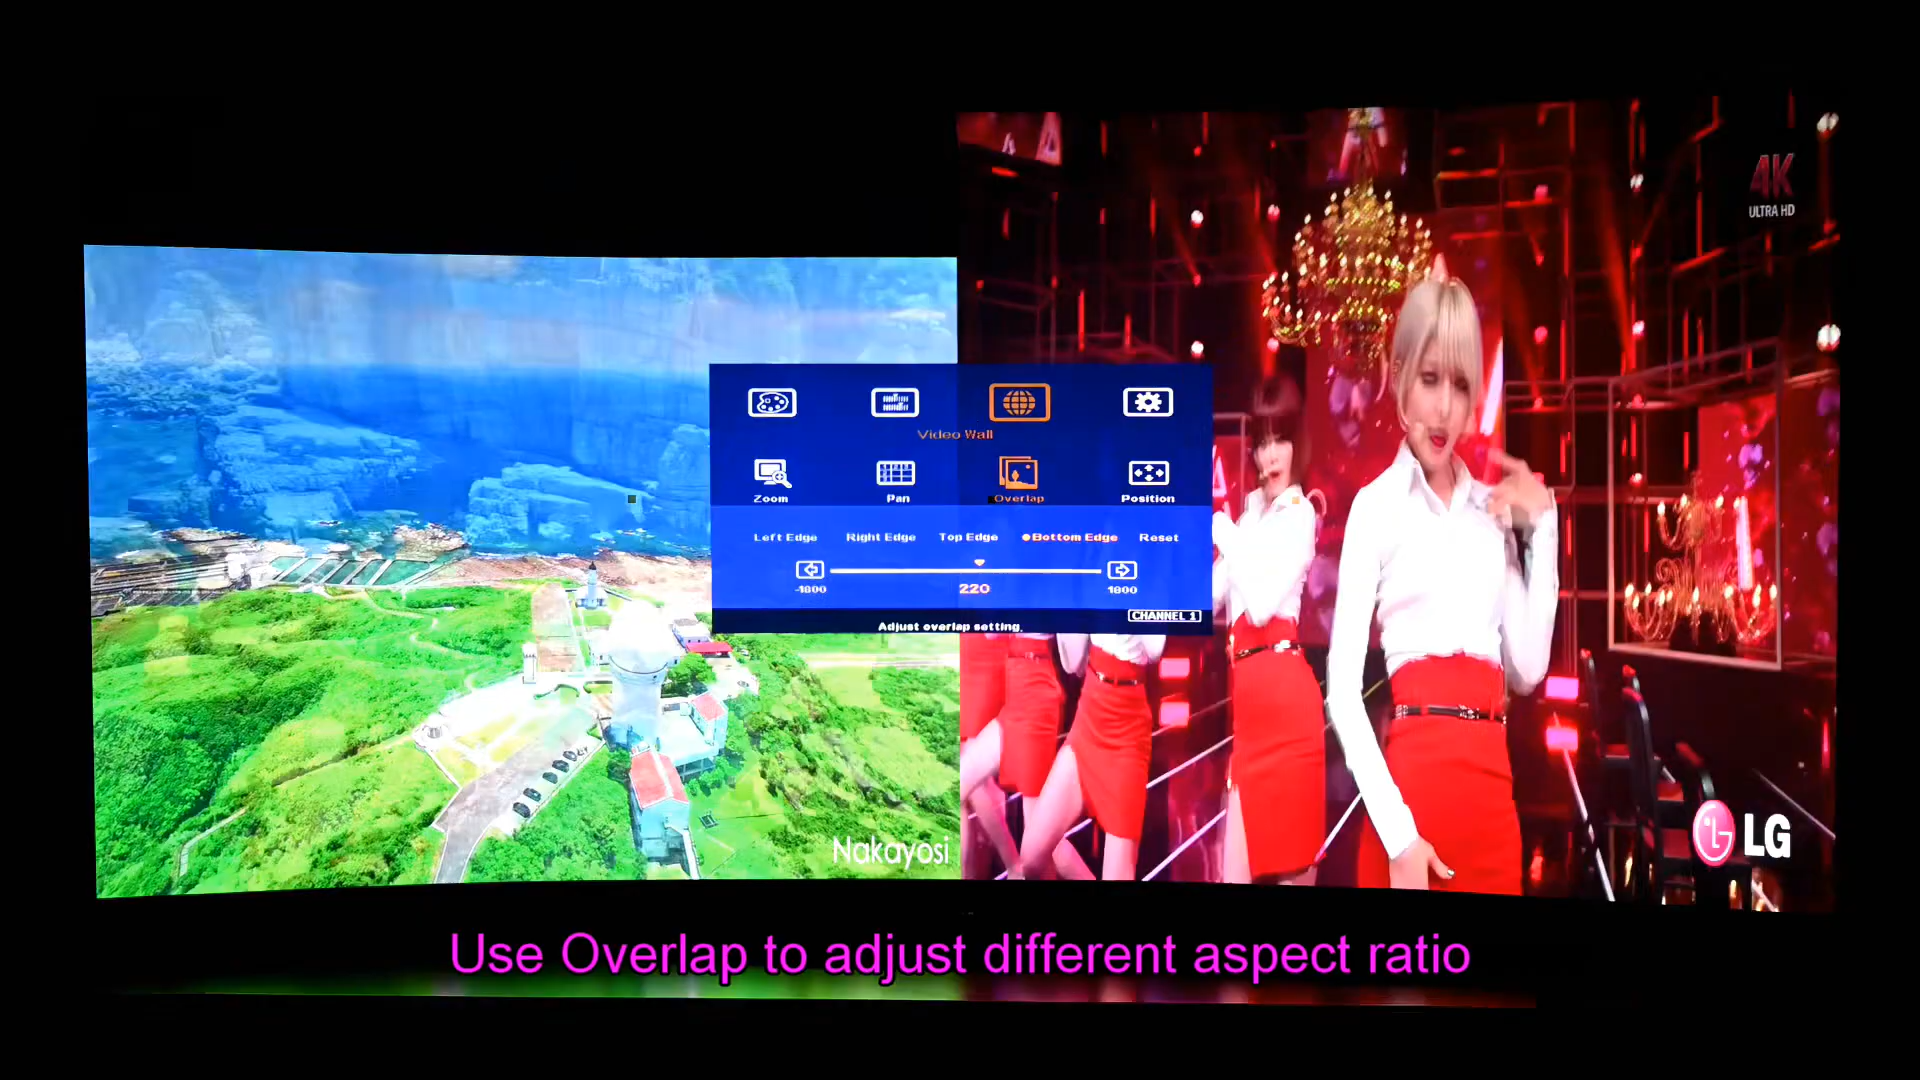 4K
ULTRA HD
Video Wall
Zoom
Pan
Overlap
Position
Left Edge
Right Edge
Top Edge
Bottom Edge
Reset
-1800
220
1800
CHANNEL 1
Adjust overlap setting.
Nakayosi
LG
Use Overlap to adjust different aspect ratio